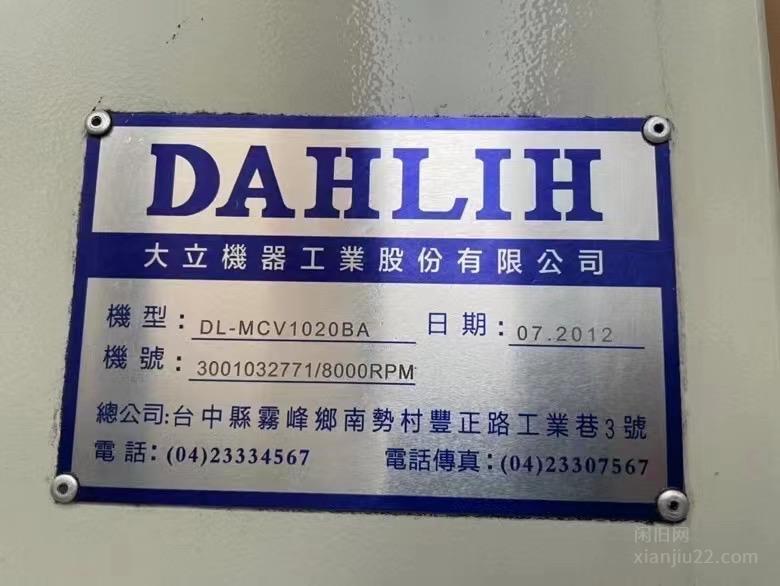 DAHLIH
大立機器工業股份有限公司
機型: DL-MCV1020BA 日期: 07.2012
機號: 3001032771/8000RPM
總公司:台中縣霧峰鄉南勢村豐正路工業巷3號
電話: (04)23334567 電話傳真: (04)23307567
闲旧网
xianjiu22.com